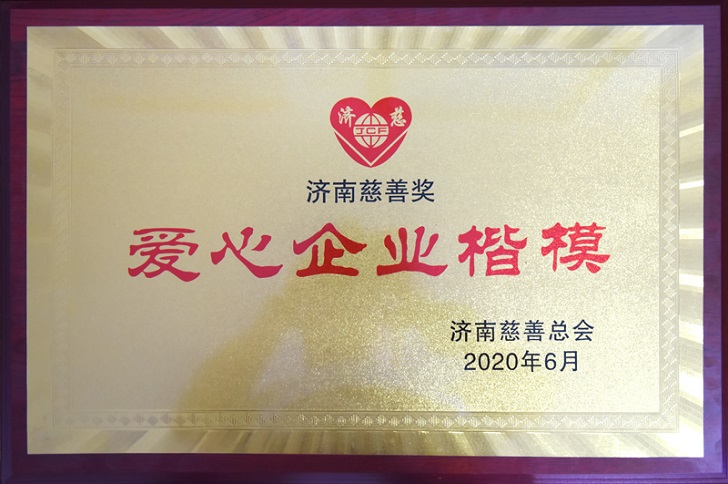 济 慈
JCF
济南慈善奖
爱心企业楷模
济南慈善总会
2020年6月